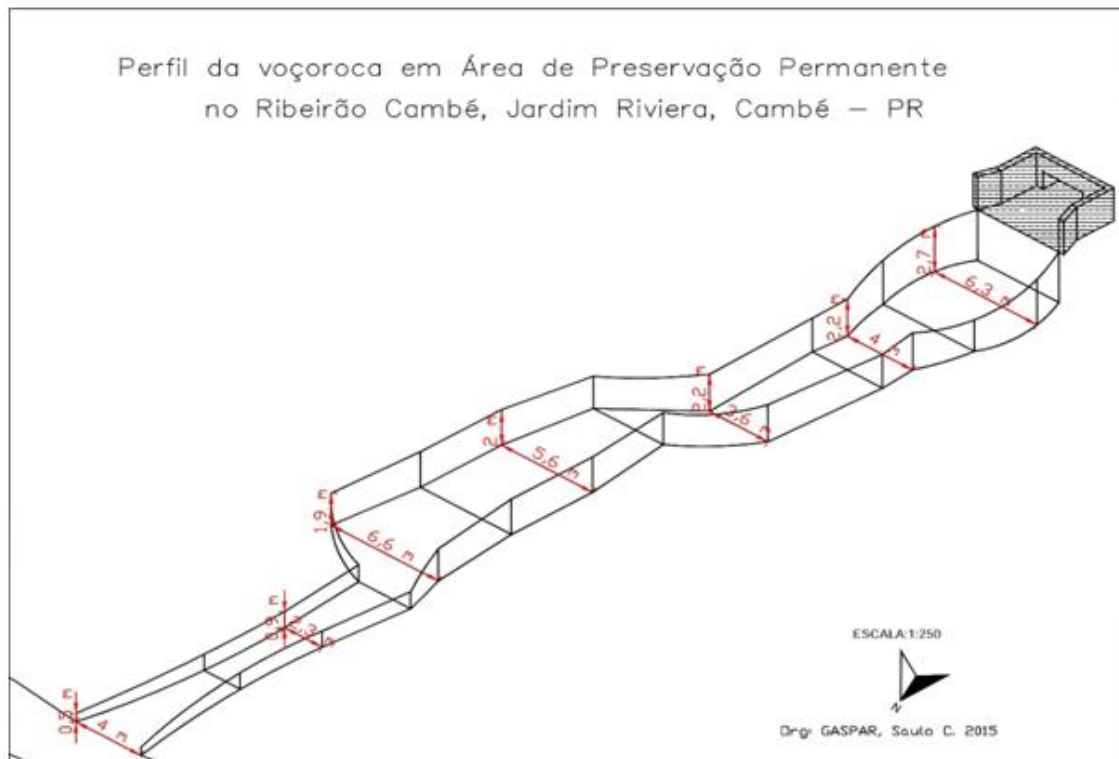 Perfil da voçoroca em Área de Preservação Permanente
no Ribeirão Cambé, Jardim Riviera, Cambé – PR
2,7 m
6,3 m
2,2 m
4 m
2,2 m
3,6 m
2 m
5,6 m
1,9 m
6,6 m
2,3 m
0,5 m
4 m
ESCALA:1:250
N
Org: GASPAR, Saulo C. 2015